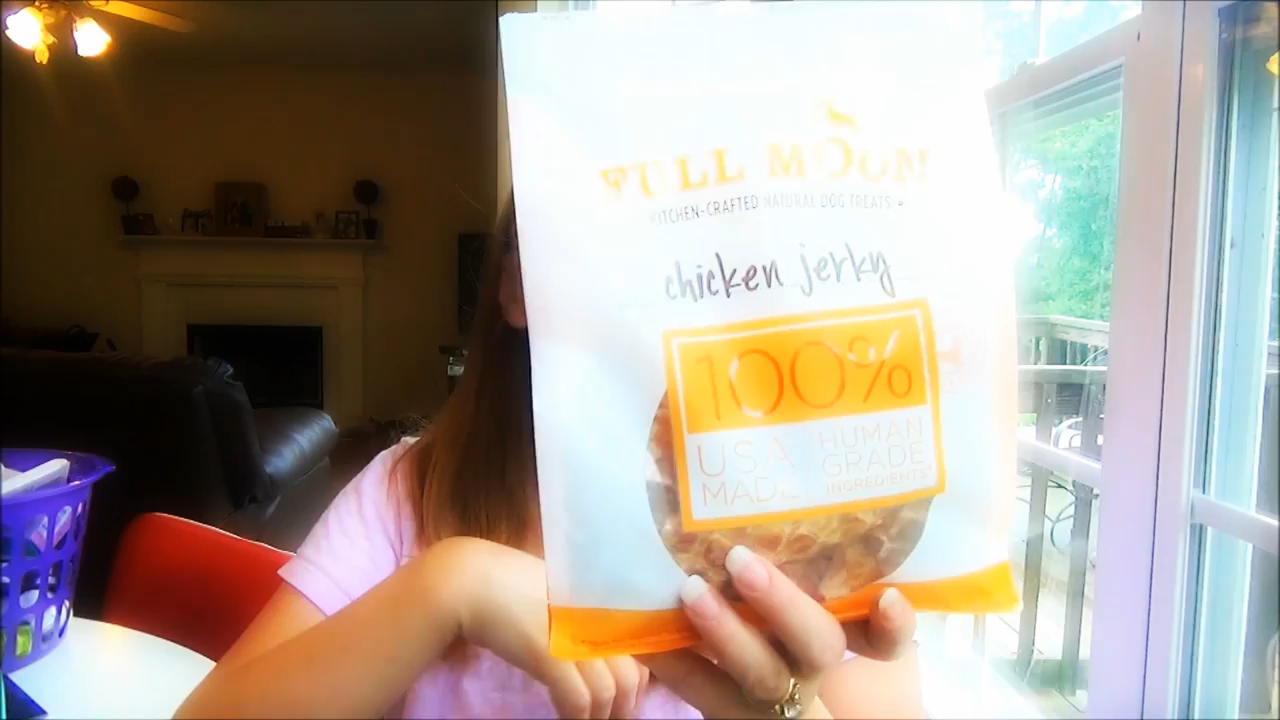 FULL MOON
KITCHEN-CRAFTED NATURAL DOG TREATS
chicken jerky
100%
USA HUMAN
MADE GRADE
INGREDIENTS*